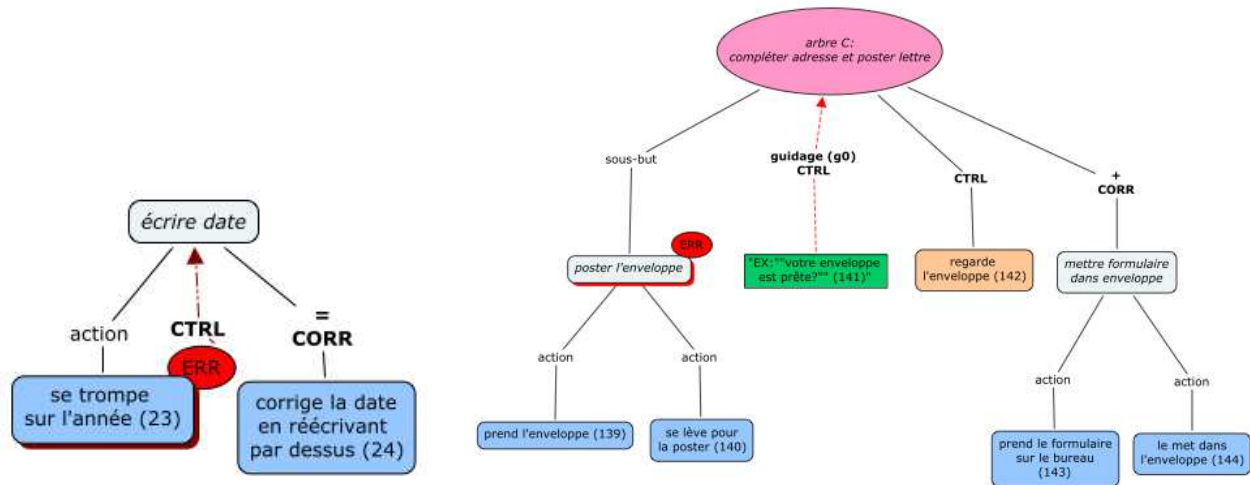 écrire date
action
CTRL
ERR
=
CORR
se trompe
sur l'année (23)
corrige la date
en réécrivant
par dessus (24)
arbre C:
compléter adresse et poster lettre
sous-but
guidage (g0)
CTRL
CTRL
+
CORR
ERR
poster l'enveloppe
"EX:""votre enveloppe
est prête?"" (141)"
regarde
l'enveloppe (142)
mettre formulaire
dans enveloppe
action
action
action
action
prend l'enveloppe (139)
se lève pour
la poster (140)
prend le formulaire
sur le bureau
(143)
le met dans
l'enveloppe (144)